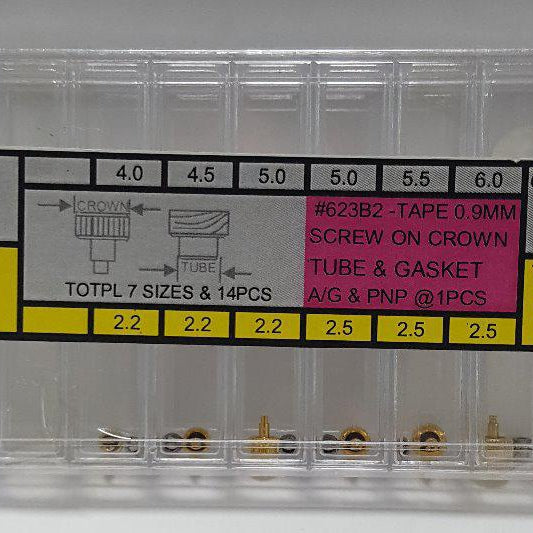 4.0 4.5 5.0 5.0 5.5 6.0
CROWN
TUBE
TOTPL 7 SIZES & 14PCS
#623B2 -TAPE 0.9MM
SCREW ON CROWN
TUBE & GASKET
A/G & PNP @1PCS
2.2 2.2 2.2 2.5 2.5 2.5